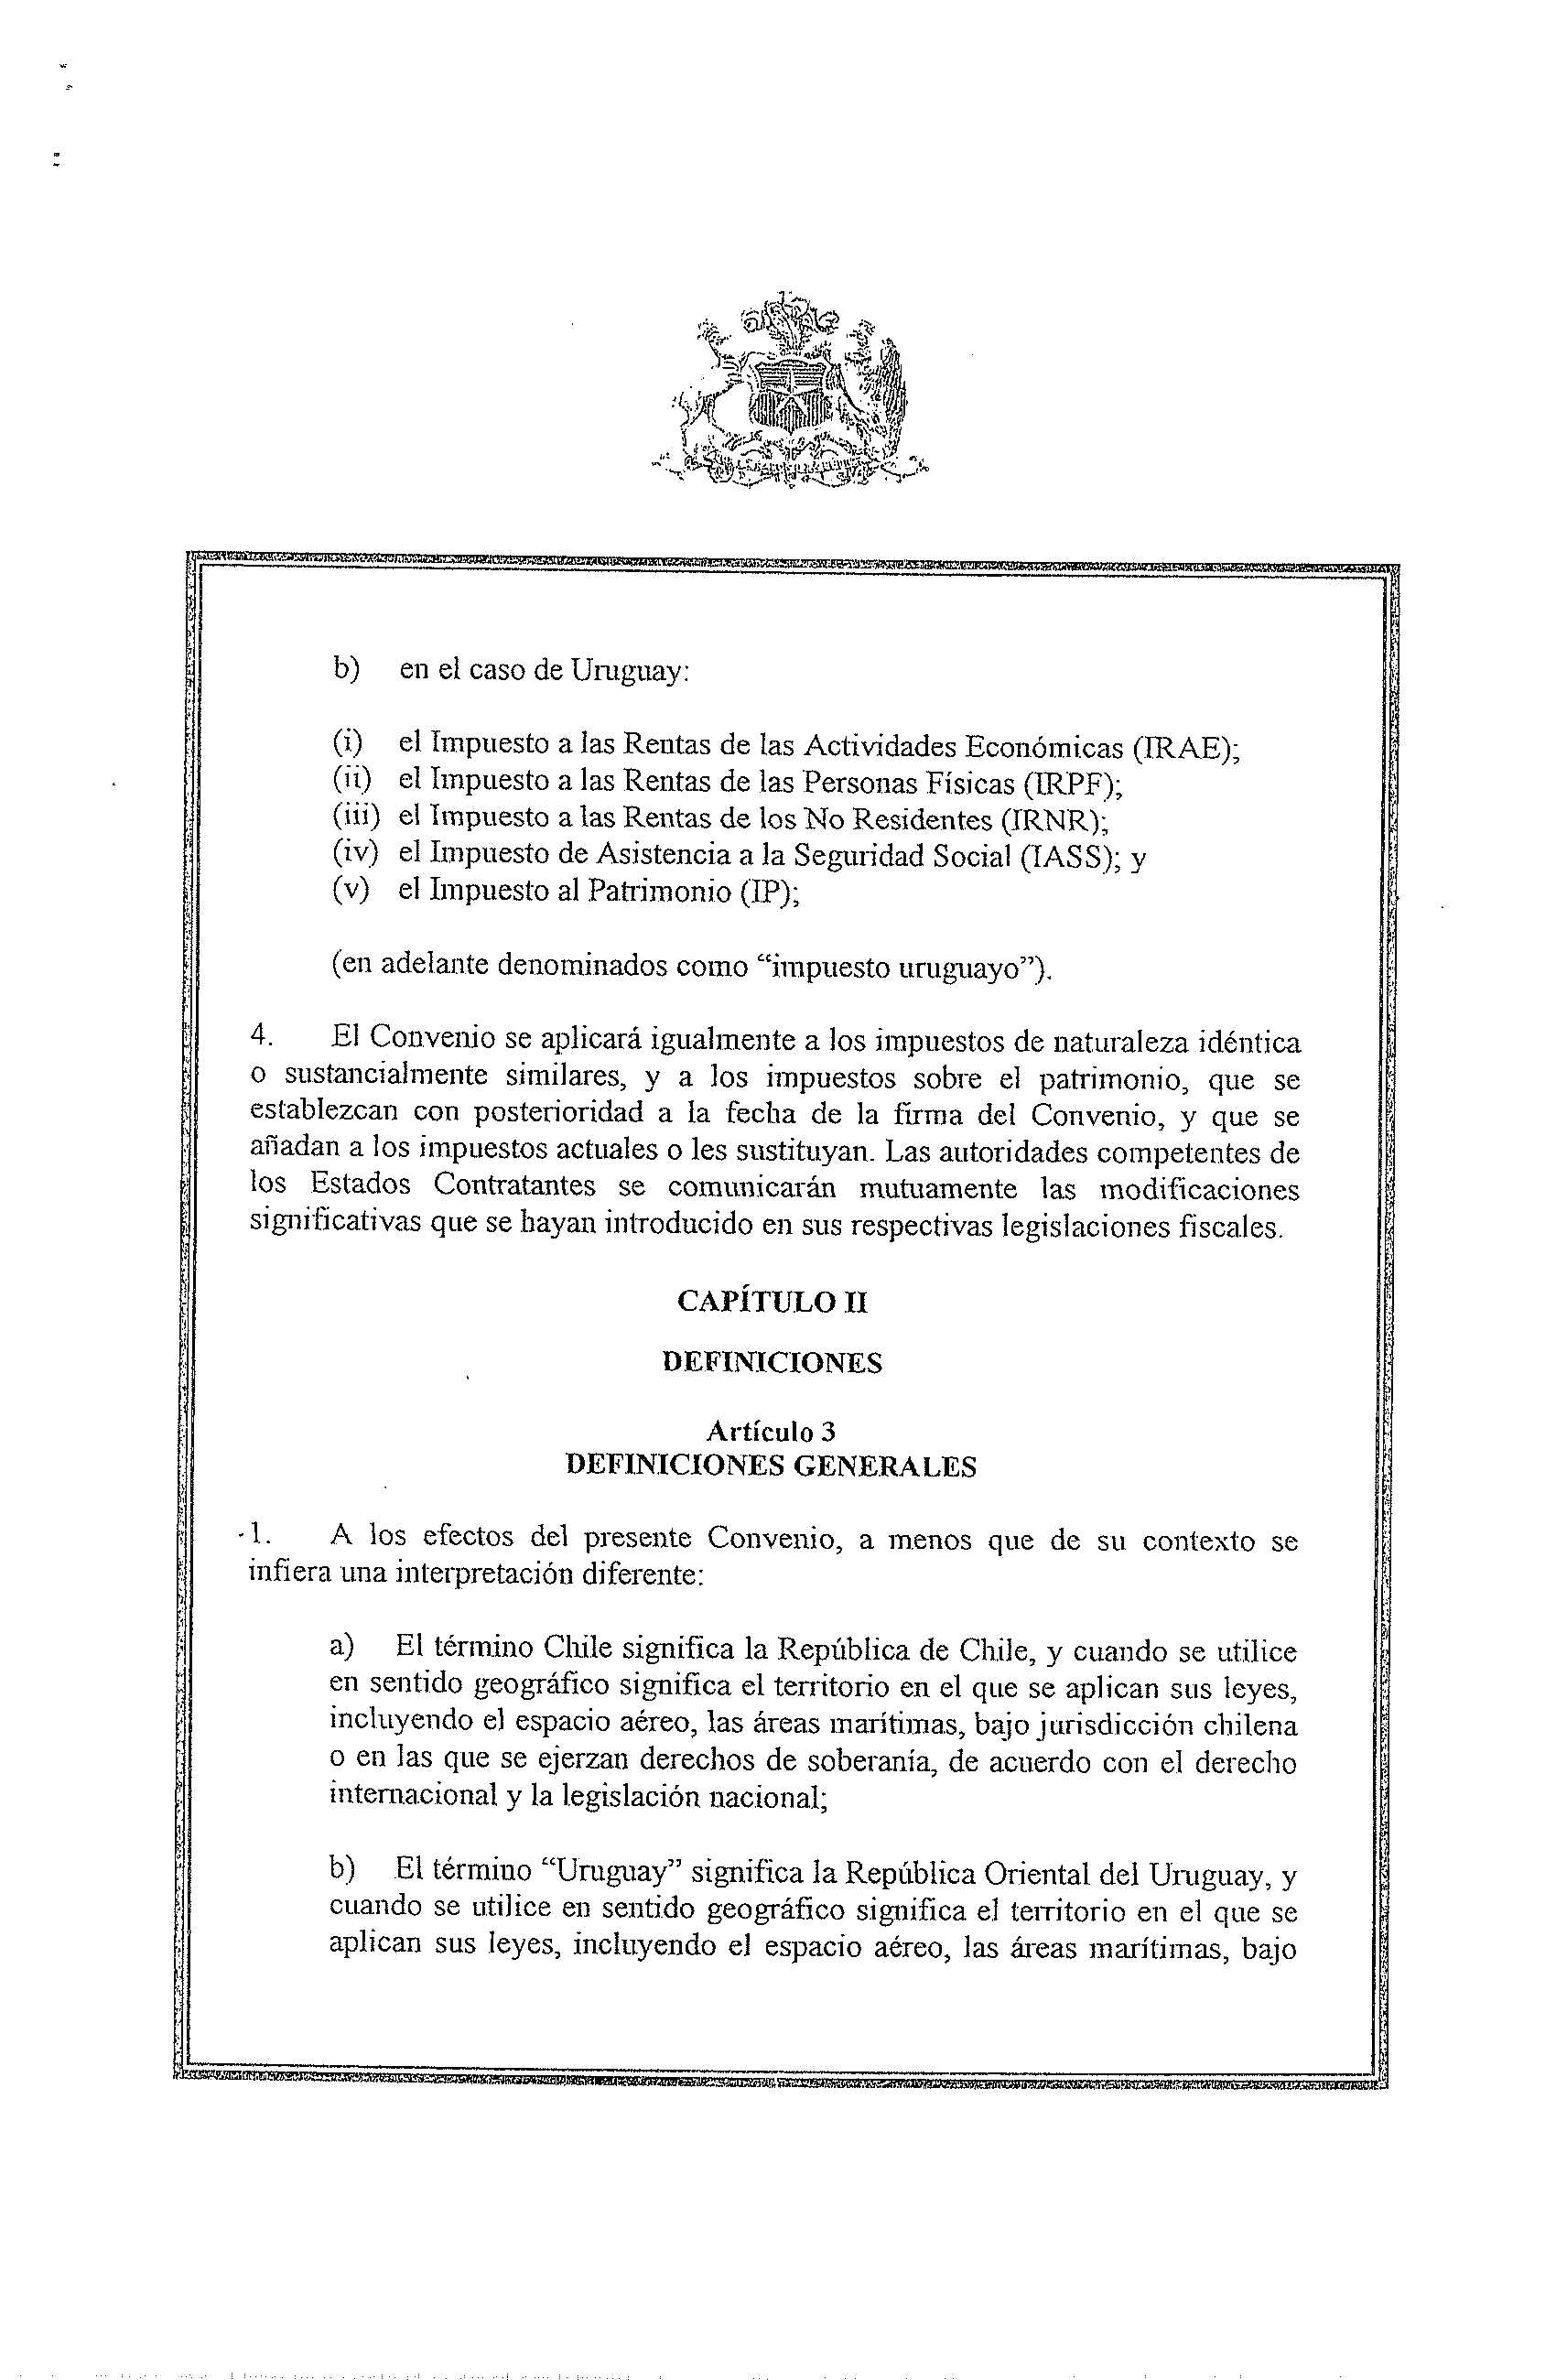 b) en el caso de Uruguay:
(i) el Impuesto a las Rentas de las Actividades Económicas (IRAE);
(ii) el Impuesto a las Rentas de las Personas Físicas (IRPF);
(iii) el Impuesto a las Rentas de los No Residentes (IRNR);
(iv) el Impuesto de Asistencia a la Seguridad Social (IASS); y
(v) el Impuesto al Patrimonio (IP);
(en adelante denominados como “impuesto uruguayo”).
4. El Convenio se aplicará igualmente a los impuestos de naturaleza idéntica
o sustancialmente similares, y a los impuestos sobre el patrimonio, que se
establezcan con posterioridad a la fecha de la firma del Convenio, y que se
añadan a los impuestos actuales o les sustituyan. Las autoridades competentes de
los Estados Contratantes se comunicarán mutuamente las modificaciones
significativas que se hayan introducido en sus respectivas legislaciones fiscales.
CAPÍTULO II
DEFINICIONES
Artículo 3
DEFINICIONES GENERALES
1. A los efectos del presente Convenio, a menos que de su contexto se
infiera una interpretación diferente:
a) El término Chile significa la República de Chile, y cuando se utilice
en sentido geográfico significa el territorio en el que se aplican sus leyes,
incluyendo el espacio aéreo, las áreas marítimas, bajo jurisdicción chilena
o en las que se ejerzan derechos de soberanía, de acuerdo con el derecho
internacional y la legislación nacional;
b) El término “Uruguay” significa la República Oriental del Uruguay, y
cuando se utilice en sentido geográfico significa el territorio en el que se
aplican sus leyes, incluyendo el espacio aéreo, las áreas marítimas, bajo